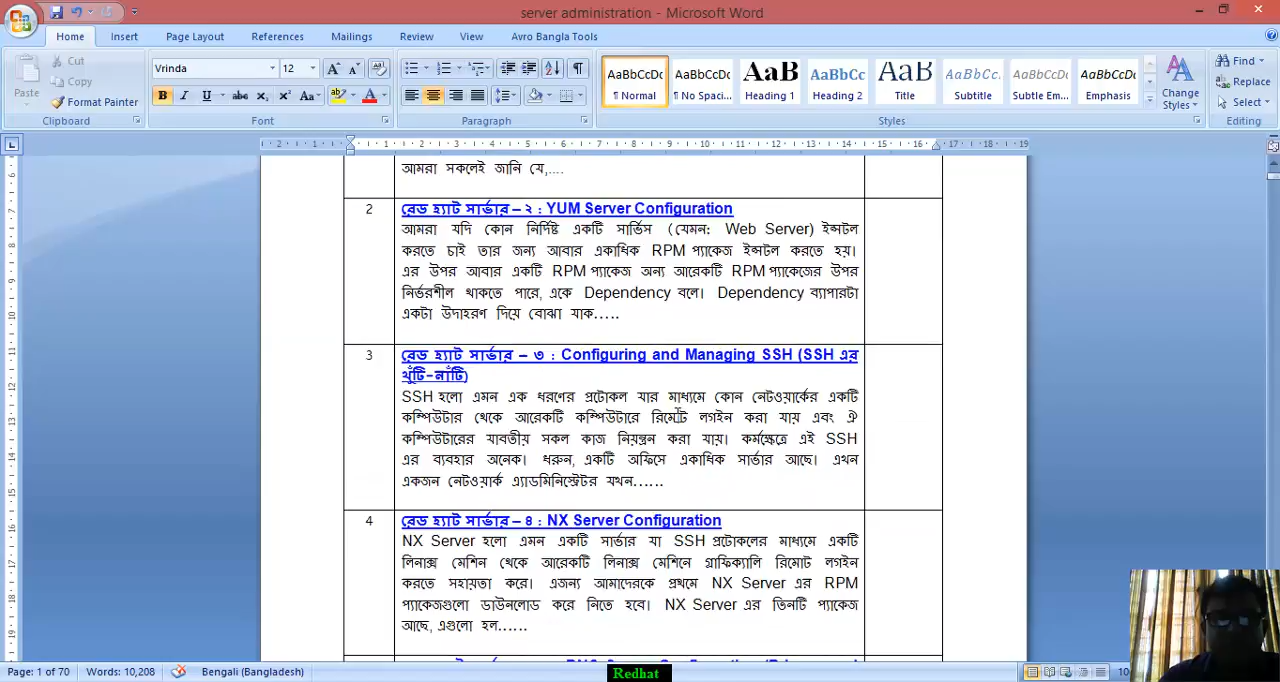 server administration - Microsoft Word
Home Insert Page Layout References Mailings Review View Avro Bangla Tools
Cut
Copy
Format Painter
Paste
Clipboard
Vrinda 12
Font
Paragraph
AaBbCcDc AaBbCcDc AaB AaBbCc AaB AaBbCc. AaBbCcDc AaBbCcDc
¶ Normal ¶ No Spaci... Heading 1 Heading 2 Title Subtitle Subtle Em... Emphasis
Change Styles
Styles
Find
Replace
Select
Editing
আমরা সকলেই জানি যে,....
2
রেড হ্যাট সার্ভার – ২ : YUM Server Configuration
আমরা যদি কোন নির্দিষ্ট একটি সার্ভিস (যেমন: Web Server) ইন্সটল
করতে চাই তার জন্য আবার একাধিক RPM প্যাকেজ ইন্সটল করতে হয়।
এর উপর আবার একটি RPM প্যাকেজ অন্য আরেকটি RPM প্যাকেজের উপর
নির্ভরশীল থাকতে পারে, একে Dependency বলে। Dependency ব্যাপারটা
একটা উদাহরণ দিয়ে বোঝা যাক.....
3
রেড হ্যাট সার্ভার – ৩ : Configuring and Managing SSH (SSH এর
খুঁটি-নাঁটি)
SSH হলো এমন এক ধরণের প্রটোকল যার মাধ্যমে কোন নেটওয়ার্কের একটি
কম্পিউটার থেকে আরেকটি কম্পিউটারে রিমোট লগইন করা যায় এবং ঐ
কম্পিউটারের যাবতীয় সকল কাজ নিয়ন্ত্রন করা যায়। কর্মক্ষেত্রে এই SSH
এর ব্যবহার অনেক। ধরুন, একটি অফিসে একাধিক সার্ভার আছে। এখন
একজন নেটওয়ার্ক এ্যাডমিনিস্ট্রেটর যখন......
4
রেড হ্যাট সার্ভার – ৪ : NX Server Configuration
NX Server হলো এমন একটি সার্ভার যা SSH প্রটোকলের মাধ্যমে একটি
লিনাক্স মেশিন থেকে আরেকটি লিনাক্স মেশিনে গ্রাফিক্যালি রিমোট লগইন
করতে সহায়তা করে। এজন্য আমাদেরকে প্রথমে NX Server এর RPM
প্যাকেজগুলো ডাউনলোড করে নিতে হবে। NX Server এর তিনটি প্যাকেজ
আছে, এগুলো হল......
Page: 1 of 70 Words: 10,208 Bengali (Bangladesh)
Redhat